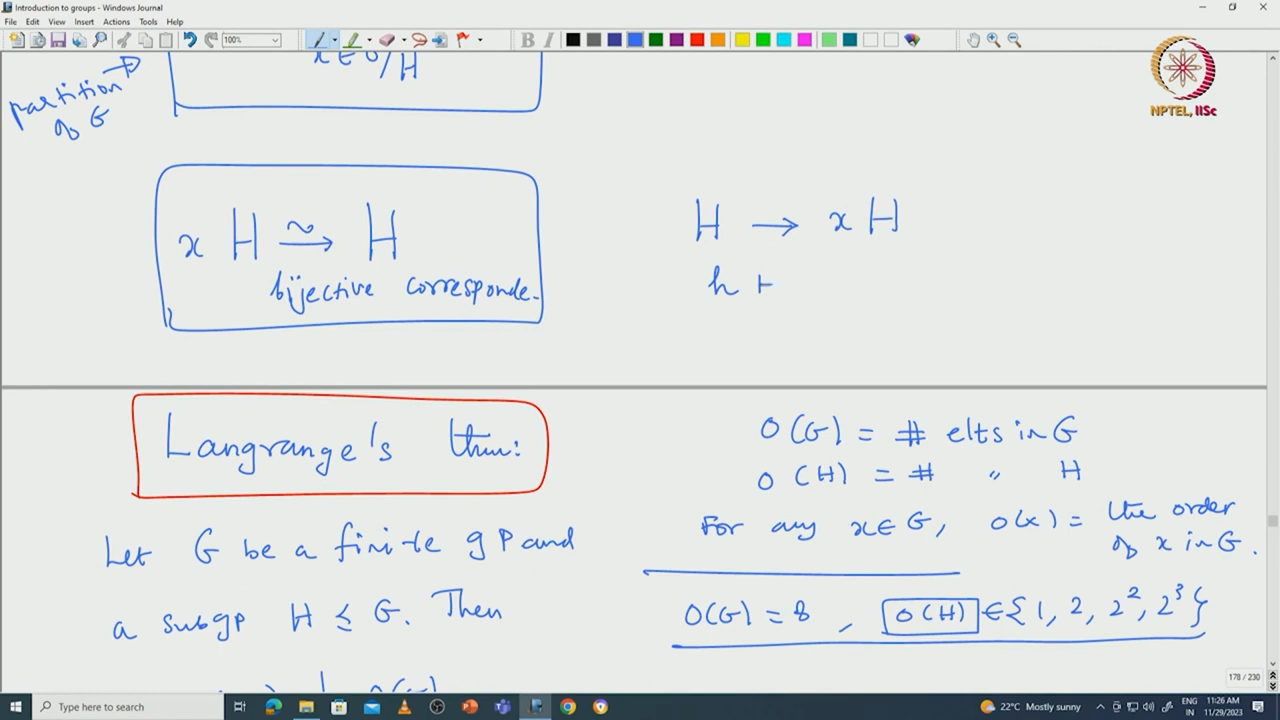 Introduction to groups - Windows Journal
File Edit View Insert Actions Tools Help
100%
B I
NPTEL, IISc
partition
of G
x ∈ G/H
x H ⥲ H
bijective corresponde.
H → x H
h +
Langrange's thm:
Let G be a finite gp and
a subgp H ≤ G. Then
O(G) = # elts in G
O(H) = # " H
For any x ∈ G, o(x) = the order
of x in G.
O(G) = 8, O(H) ∈ {1, 2, 2², 2³}
178 / 230
Type here to search
22°C Mostly sunny
ENG
IN
11:26 AM
11/29/2023